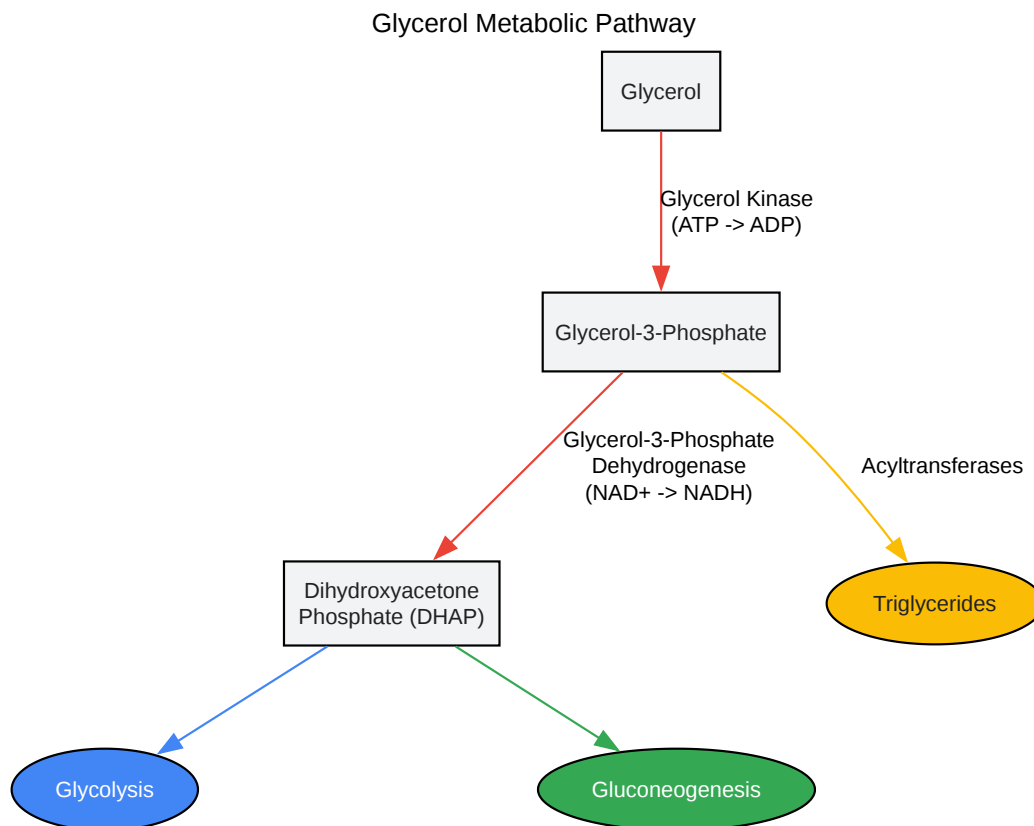 Glycerol Metabolic Pathway
Glycerol
Glycerol Kinase
(ATP -> ADP)
Glycerol-3-Phosphate
Glycerol-3-Phosphate
Dehydrogenase
(NAD+ -> NADH)
Acyltransferases
Dihydroxyacetone
Phosphate (DHAP)
Triglycerides
Glycolysis
Gluconeogenesis